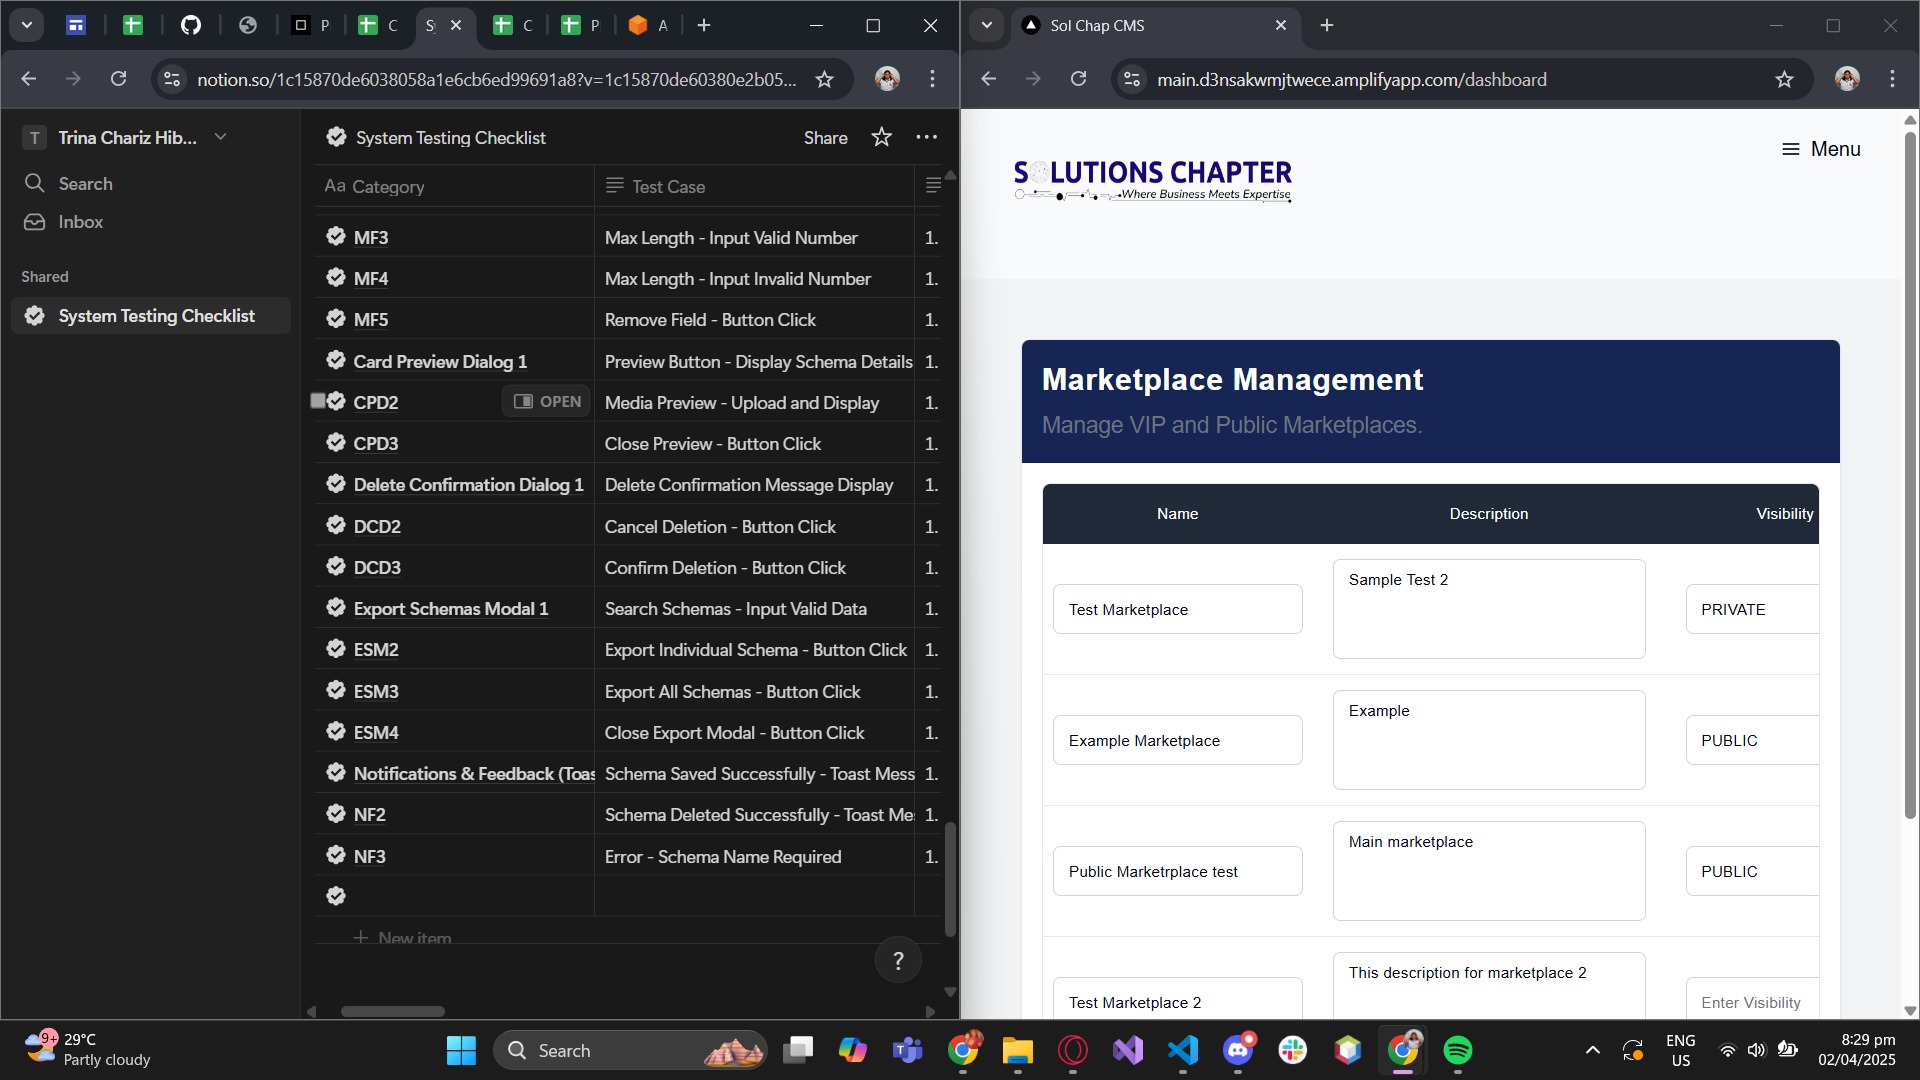 P
C
Sy
C
P
A
notion.so/1c15870de6038058a1e6cb6ed99691a8?v=1c15870de60380e2b05...
T
Trina Chariz Hib...
Search
Inbox
Shared
System Testing Checklist
System Testing Checklist
Share
Aa Category
Test Case
MF3
Max Length - Input Valid Number
1.
MF4
Max Length - Input Invalid Number
1.
MF5
Remove Field - Button Click
1.
Card Preview Dialog 1
Preview Button - Display Schema Details
1.
CPD2
OPEN
Media Preview - Upload and Display
1.
CPD3
Close Preview - Button Click
1.
Delete Confirmation Dialog 1
Delete Confirmation Message Display
1.
DCD2
Cancel Deletion - Button Click
1.
DCD3
Confirm Deletion - Button Click
1.
Export Schemas Modal 1
Search Schemas - Input Valid Data
1.
ESM2
Export Individual Schema - Button Click
1.
ESM3
Export All Schemas - Button Click
1.
ESM4
Close Export Modal - Button Click
1.
Notifications & Feedback (Toas
Schema Saved Successfully - Toast Mess
1.
NF2
Schema Deleted Successfully - Toast Mes
1.
NF3
Error - Schema Name Required
1.
New item
?
Sol Chap CMS
main.d3nsakwmjtwece.amplifyapp.com/dashboard
SOLUTIONS CHAPTER
Where Business Meets Expertise
Menu
Marketplace Management
Manage VIP and Public Marketplaces.
Name
Description
Visibility
Test Marketplace
Sample Test 2
PRIVATE
Example Marketplace
Example
PUBLIC
Public Marketrplace test
Main marketplace
PUBLIC
Test Marketplace 2
This description for marketplace 2
Enter Visibility
9+
29°C
Partly cloudy
Search
ENG
US
8:29 pm
02/04/2025